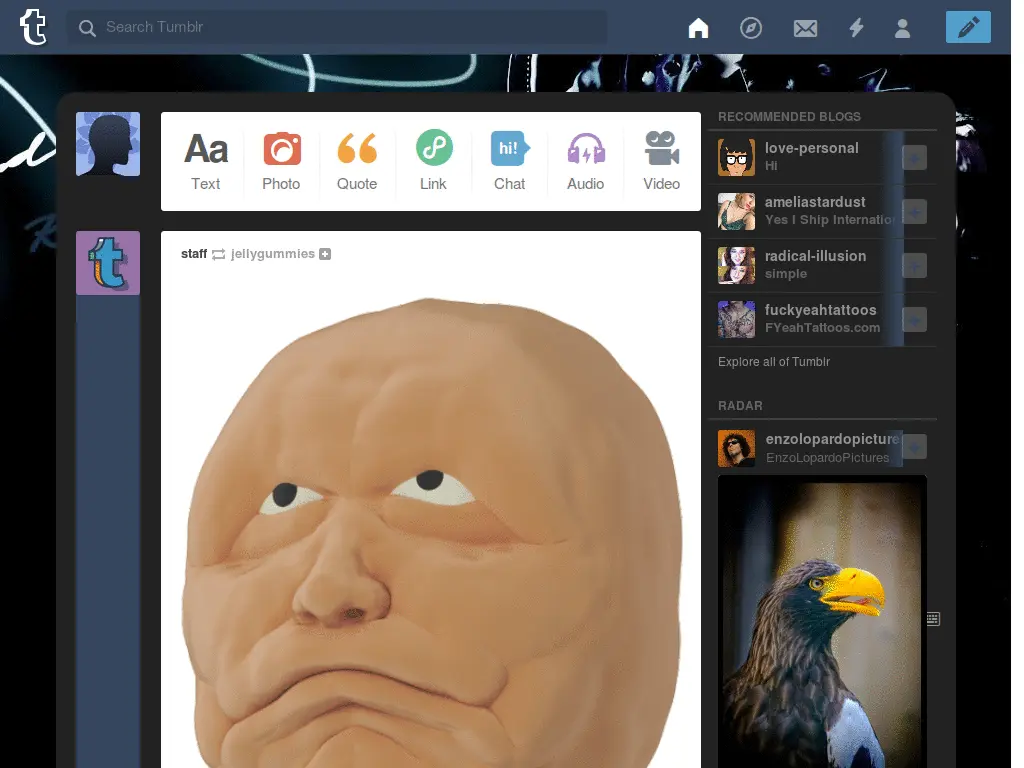 Search Tumblr
Aa
hi!
Text
Photo
Quote
Link
Chat
Audio
Video
staff jellygummies
RECOMMENDED BLOGS
love-personal
Hi
ameliastardust
Yes I Ship Internatio
radical-illusion
simple
fuckyeahtattoos
FYeahTattoos.com
Explore all of Tumblr
RADAR
enzolopardopicture
EnzoLopardoPictures